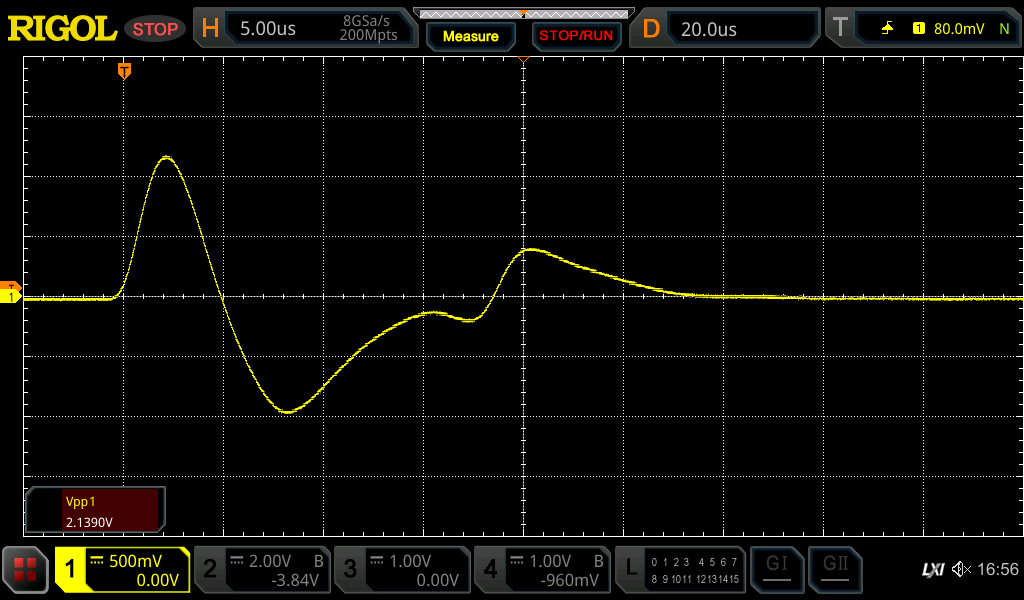 RIGOL STOP H 5.00us 8GSa/s 200Mpts Measure STOP/RUN D 20.0us T 1 80.0mV N
T
T
1
Vpp1
2.1390V
1 500mV 0.00V 2 2.00V B -3.84V 3 1.00V 0.00V 4 1.00V B -960mV L 0 1 2 3 4 5 6 7 8 9 10 11 12 13 14 15 GI GII LXI 16:56